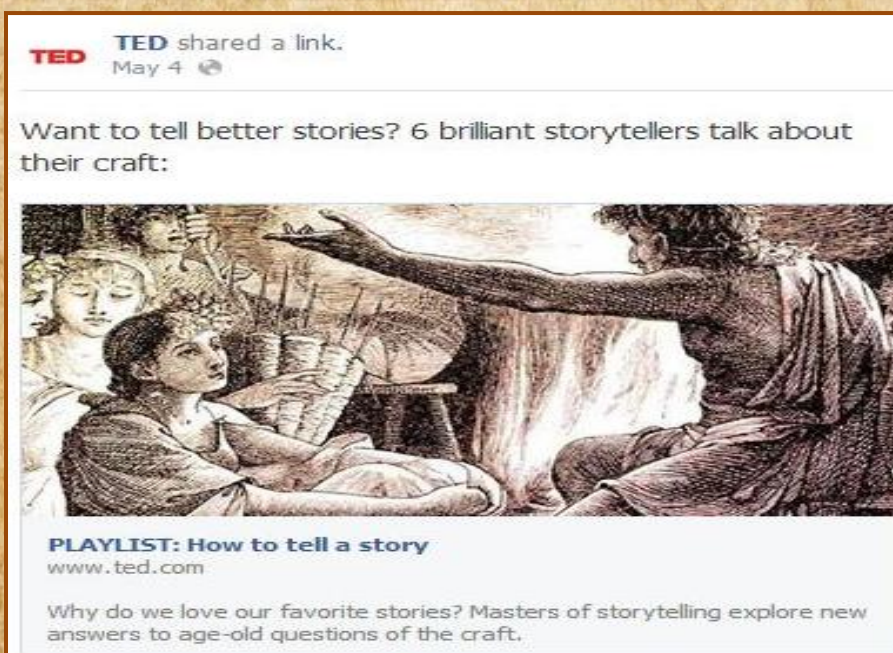 TED
TED shared a link.
May 4
Want to tell better stories? 6 brilliant storytellers talk about
their craft:
PLAYLIST: How to tell a story
www.ted.com
Why do we love our favorite stories? Masters of storytelling explore new
answers to age-old questions of the craft.